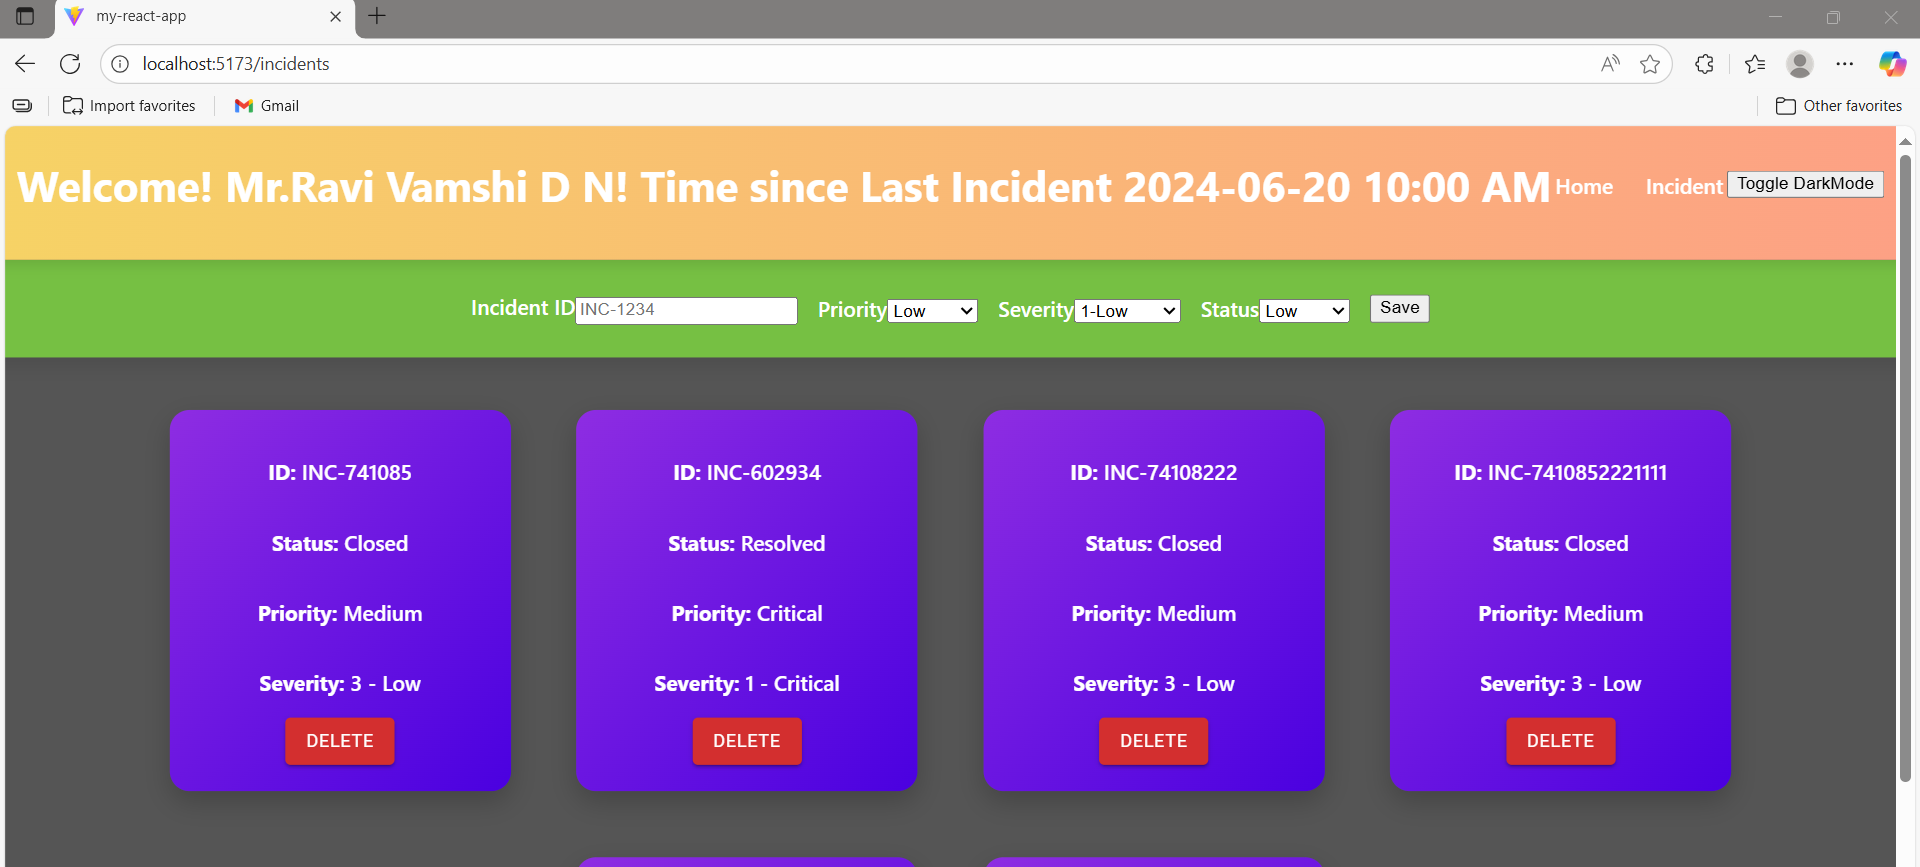 my-react-app
localhost:5173/incidents
Import favorites Gmail Other favorites
Welcome! Mr.Ravi Vamshi D N! Time since Last Incident 2024-06-20 10:00 AM Home Incident Toggle DarkMode
Incident ID INC-1234 Priority Low Severity 1-Low Status Low Save
ID: INC-741085 ID: INC-602934 ID: INC-74108222 ID: INC-7410852221111
Status: Closed Status: Resolved Status: Closed Status: Closed
Priority: Medium Priority: Critical Priority: Medium Priority: Medium
Severity: 3 - Low Severity: 1 - Critical Severity: 3 - Low Severity: 3 - Low
DELETE DELETE DELETE DELETE